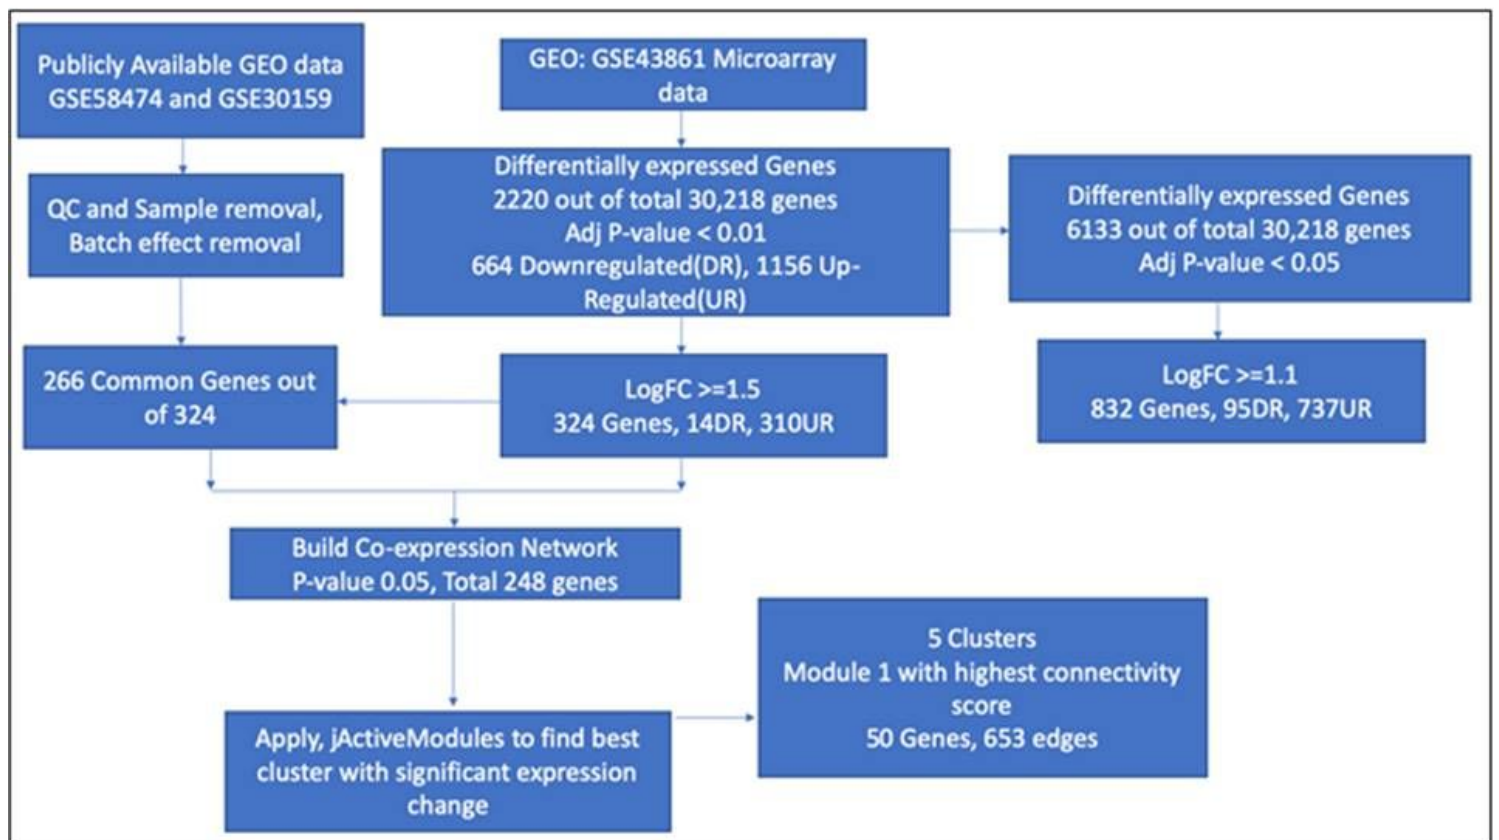 Publicly Available GEO data
GSE58474 and GSE30159
GEO: GSE43861 Microarray
data
QC and Sample removal,
Batch effect removal
Differentially expressed Genes
2220 out of total 30,218 genes
Adj P-value < 0.01
664 Downregulated(DR), 1156 Up-
Regulated(UR)
Differentially expressed Genes
6133 out of total 30,218 genes
Adj P-value < 0.05
266 Common Genes out
of 324
LogFC >=1.5
324 Genes, 14DR, 310UR
LogFC >=1.1
832 Genes, 95DR, 737UR
Build Co-expression Network
P-value 0.05, Total 248 genes
Apply, jActiveModules to find best
cluster with significant expression
change
5 Clusters
Module 1 with highest connectivity
score
50 Genes, 653 edges